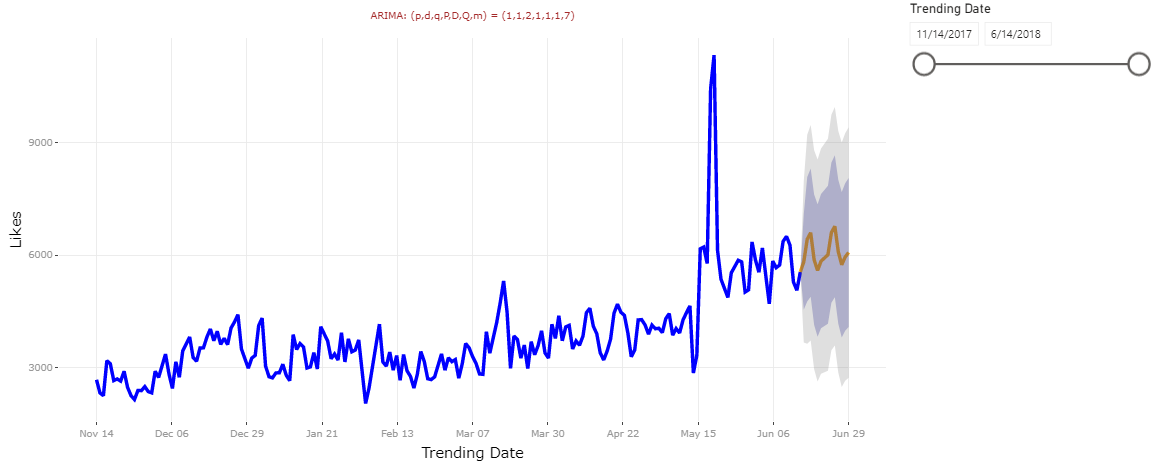 ARIMA: (p,d,q,P,D,Q,m) = (1,1,2,1,1,1,7)
Trending Date
11/14/2017 6/14/2018
9000
6000
3000
Likes
Nov 14 Dec 06 Dec 29 Jan 21 Feb 13 Mar 07 Mar 30 Apr 22 May 15 Jun 06 Jun 29
Trending Date